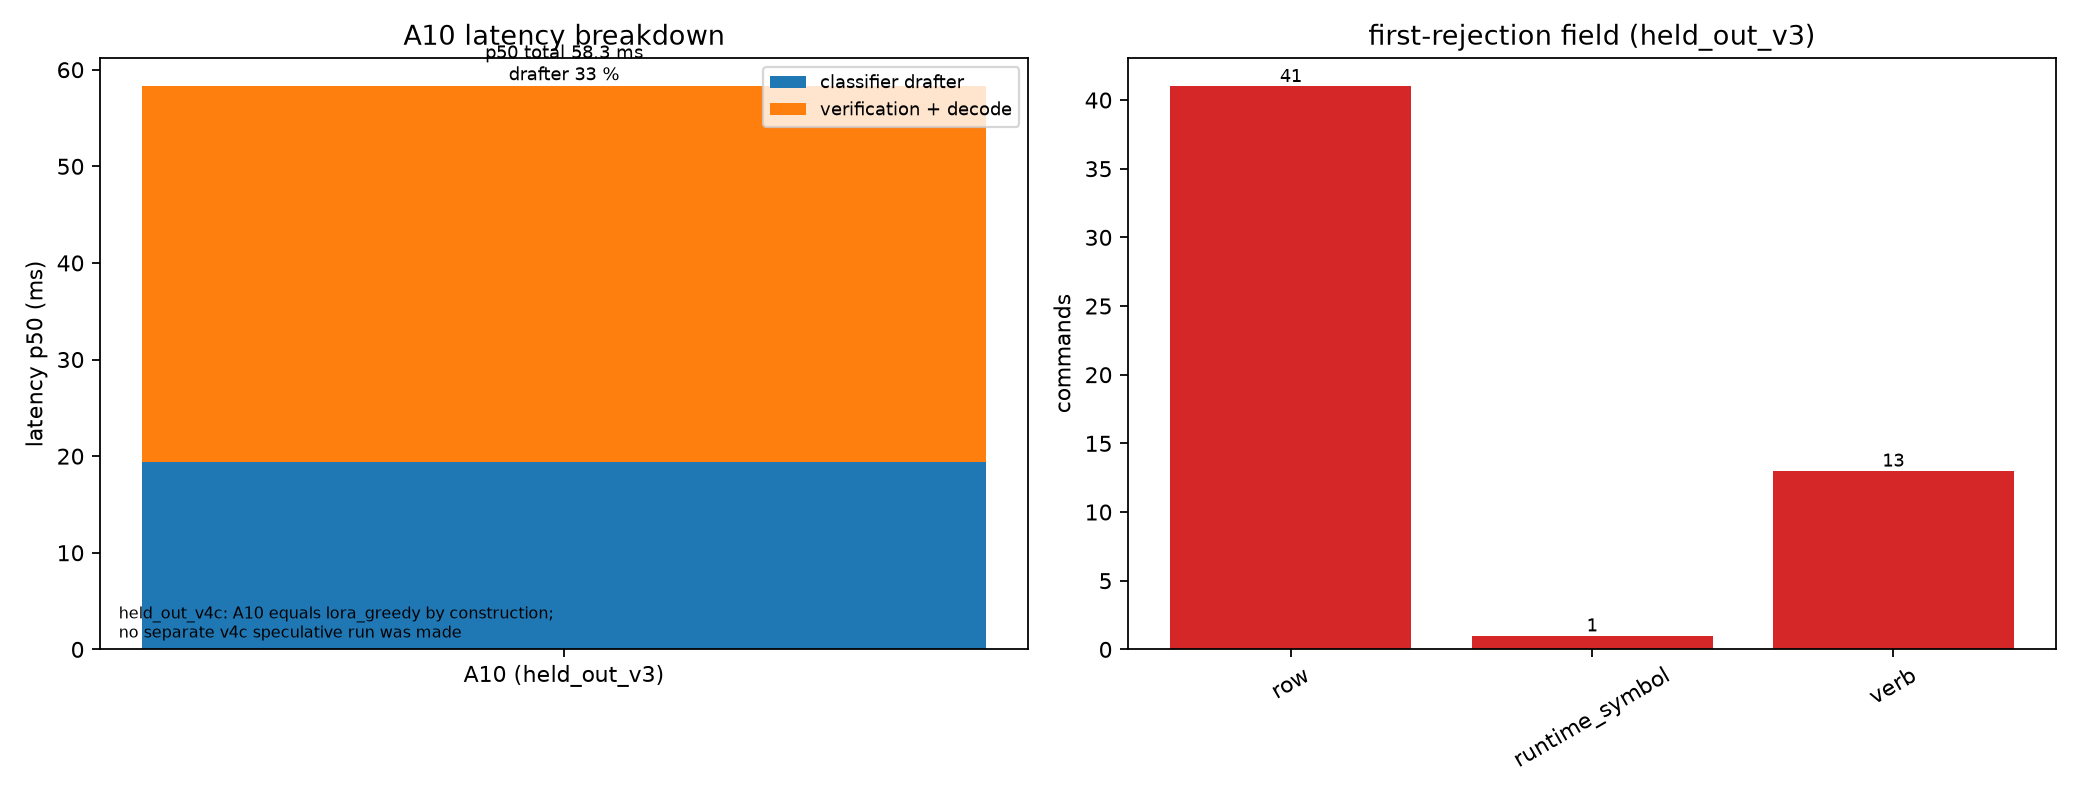 A10 latency breakdown
p50 total 58.3 ms
drafter 33 %
classifier drafter
verification + decode
latency p50 (ms)
60
50
40
30
20
10
0
held_out_v4c: A10 equals lora_greedy by construction;
no separate v4c speculative run was made
A10 (held_out_v3)
first-rejection field (held_out_v3)
commands
40
35
30
25
20
15
10
5
0
41
1
13
row
runtime_symbol
verb